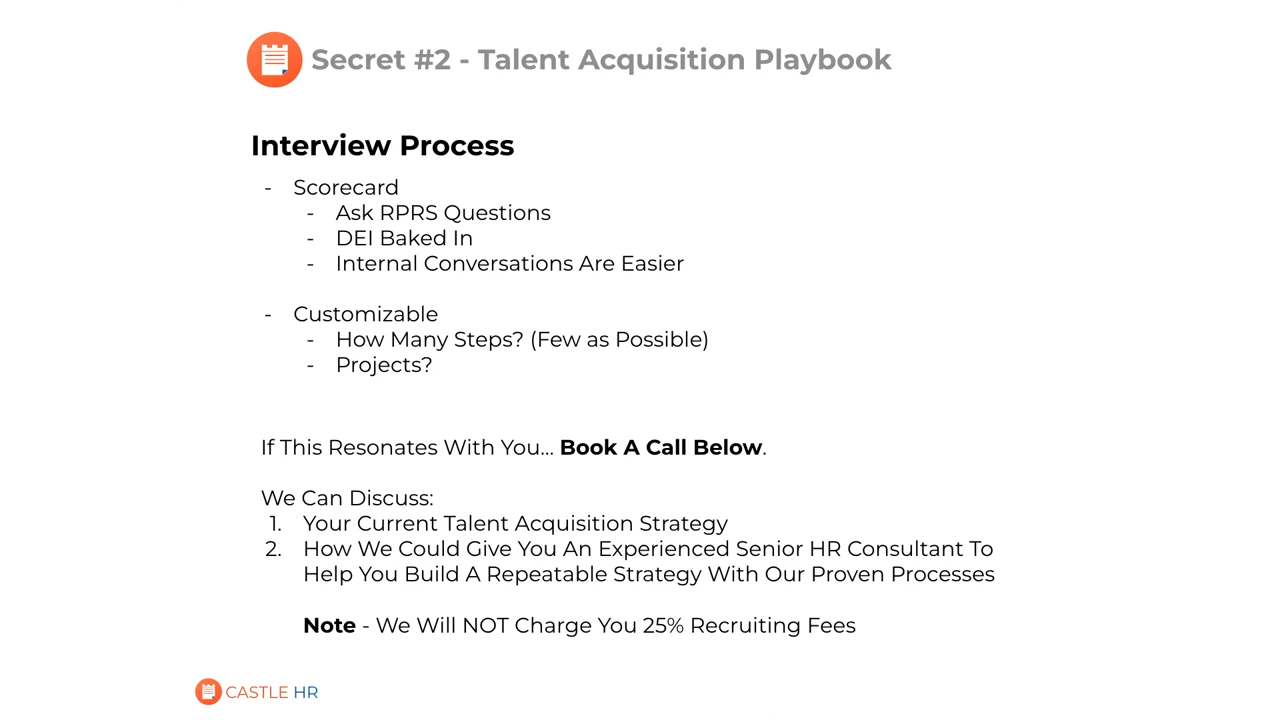 Secret #2 - Talent Acquisition Playbook
Interview Process
- Scorecard
- Ask RPRS Questions
- DEI Baked In
- Internal Conversations Are Easier
- Customizable
- How Many Steps? (Few as Possible)
- Projects?
If This Resonates With You... Book A Call Below.
We Can Discuss:
1. Your Current Talent Acquisition Strategy
2. How We Could Give You An Experienced Senior HR Consultant To
Help You Build A Repeatable Strategy With Our Proven Processes
Note - We Will NOT Charge You 25% Recruiting Fees
CASTLE HR